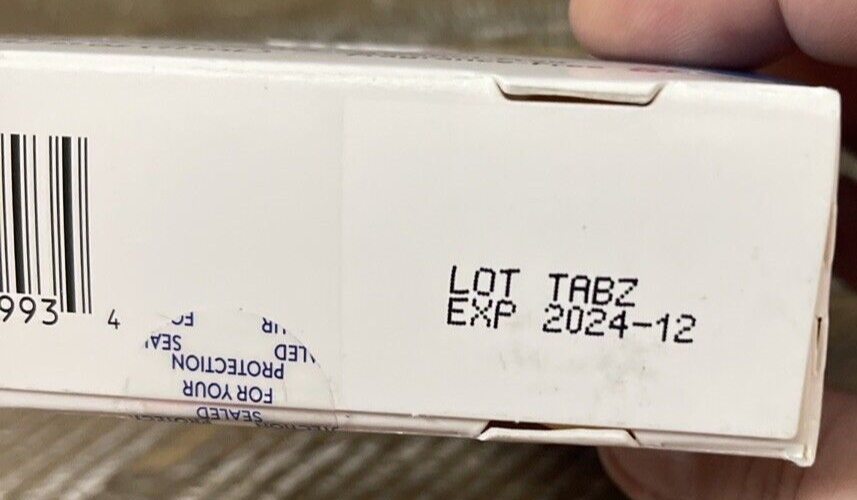 LOT TABZ
EXP 2024-12
993 4
PROTECTION
FOR YOUR
SEALED